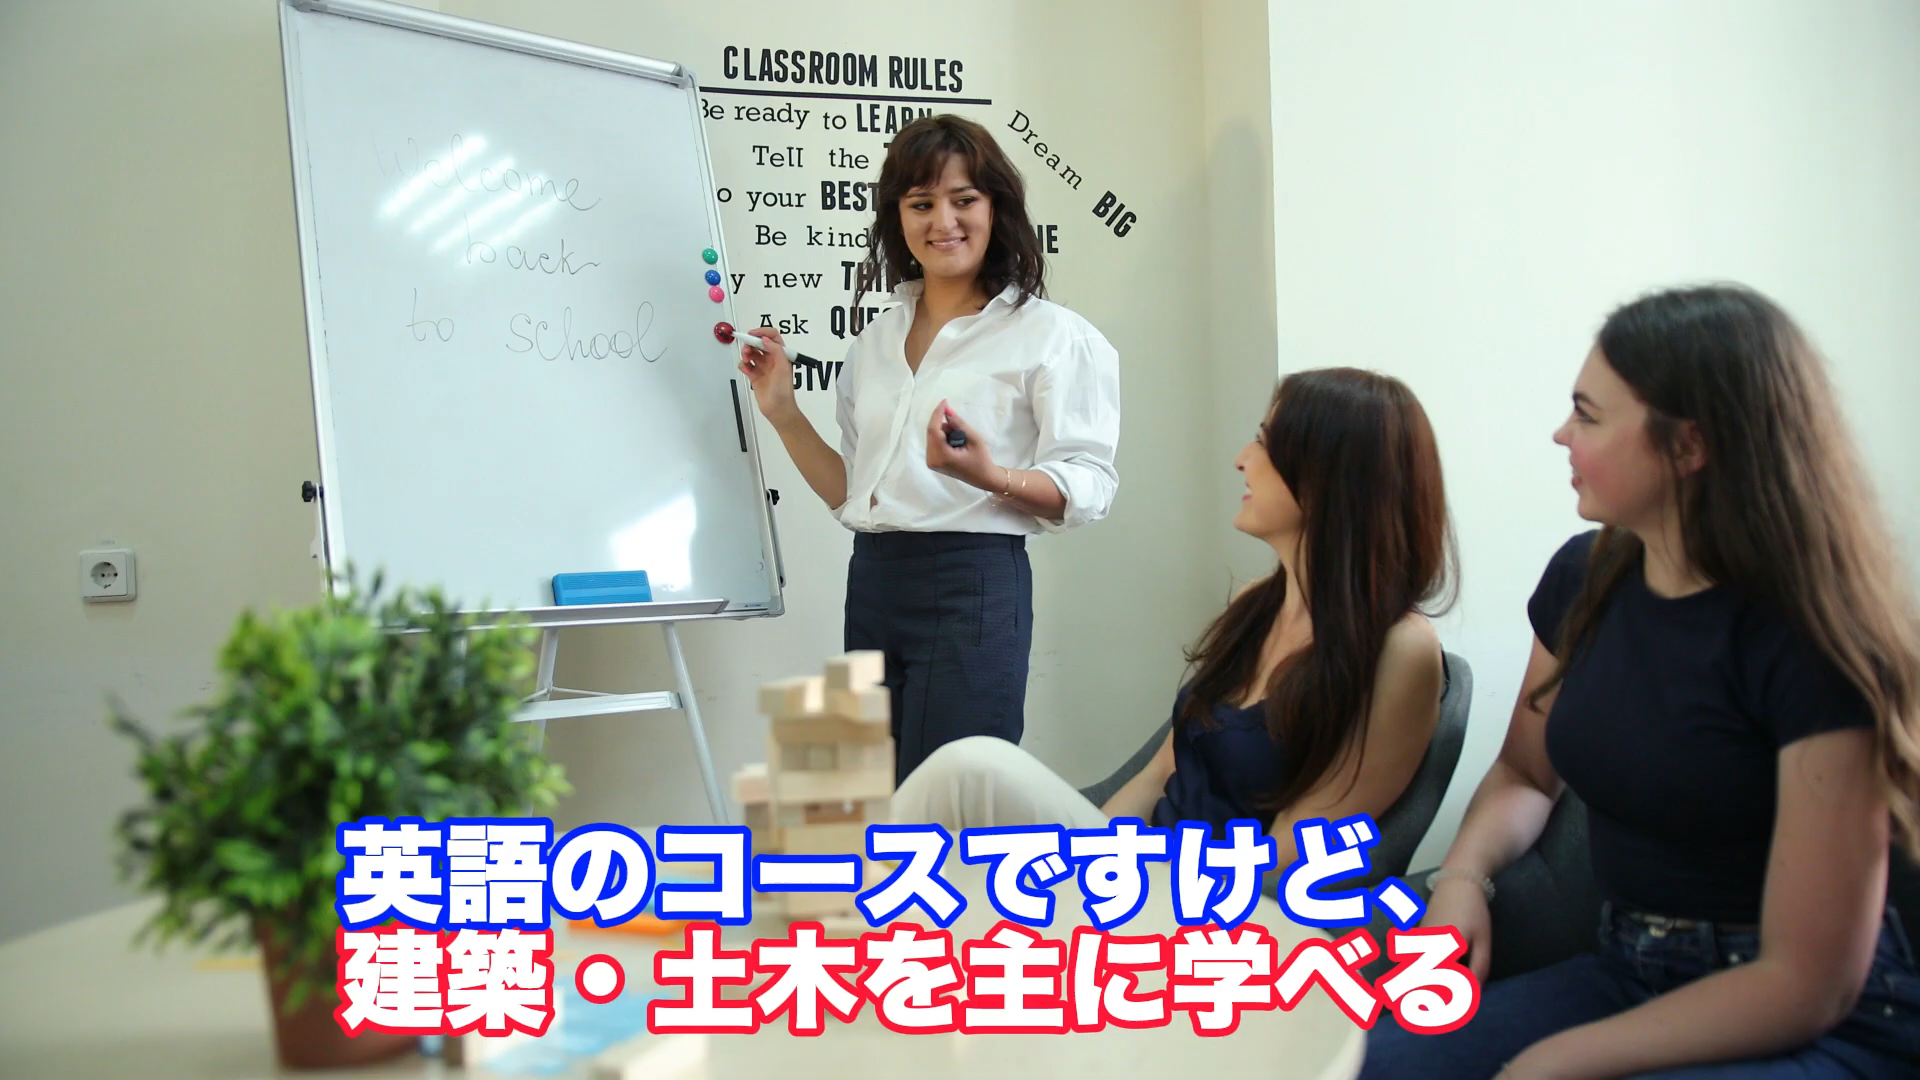 CLASSROOM RULES
Be ready to LEARN
Tell the
o your BEST
Be kind
y new
Ask
Dream BIG
Welcome
back
to school
英語のコースですけど、
建築・土木を主に学べる